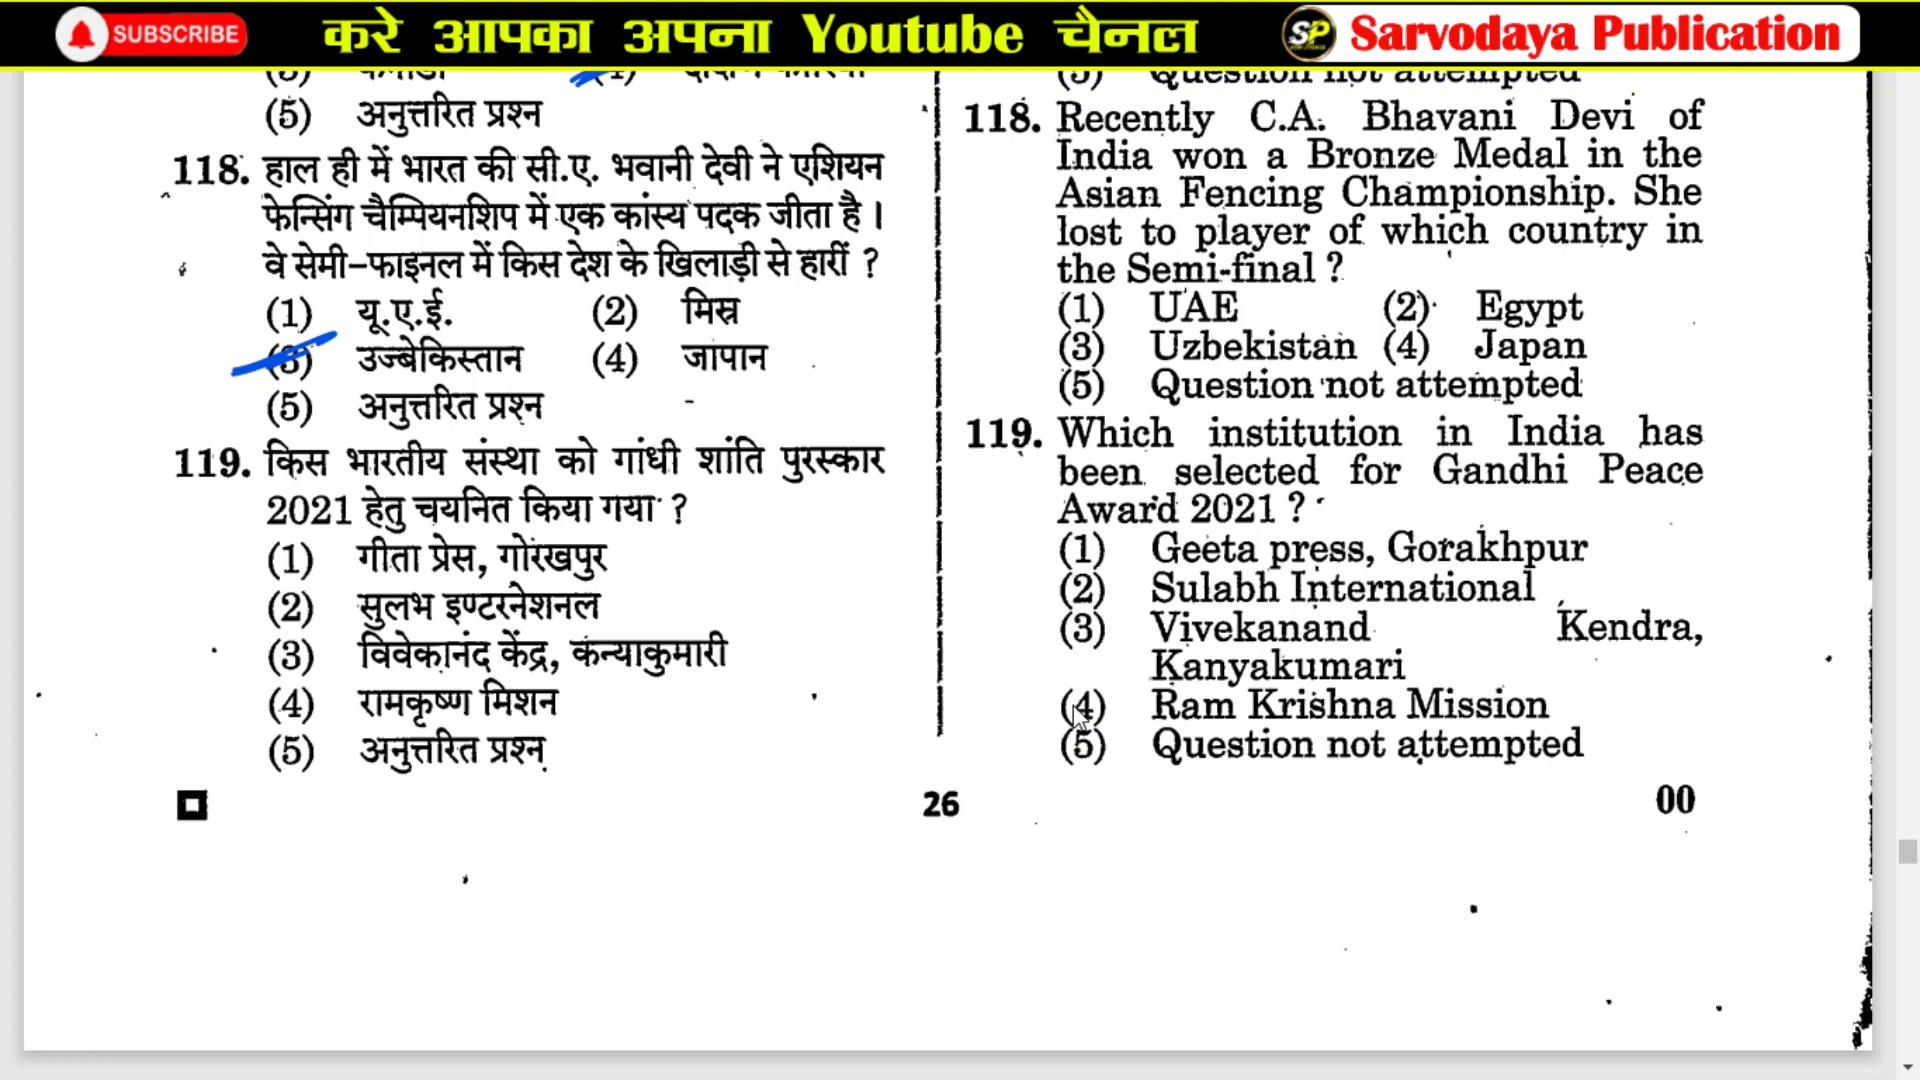 SUBSCRIBE करे आपका अपना Youtube चैनल SP Sarvodaya Publication
(5) अनुत्तरित प्रश्न
118. हाल ही में भारत की सी.ए. भवानी देवी ने एशियन
फेन्सिंग चैम्पियनशिप में एक कांस्य पदक जीता है ।
वे सेमी-फाइनल में किस देश के खिलाड़ी से हारीं ?
(1) यू.ए.ई. (2) मिस्र
(3) उज्बेकिस्तान (4) जापान
(5) अनुत्तरित प्रश्न
119. किस भारतीय संस्था को गांधी शांति पुरस्कार
2021 हेतु चयनित किया गया ?
(1) गीता प्रेस, गोरखपुर
(2) सुलभ इण्टरनेशनल
(3) विवेकानंद केंद्र, कन्याकुमारी
(4) रामकृष्ण मिशन
(5) अनुत्तरित प्रश्न
(5) Question not attempted
118. Recently C.A. Bhavani Devi of
India won a Bronze Medal in the
Asian Fencing Championship. She
lost to player of which country in
the Semi-final ?
(1) UAE (2) Egypt
(3) Uzbekistan (4) Japan
(5) Question not attempted
119. Which institution in India has
been selected for Gandhi Peace
Award 2021 ?
(1) Geeta press, Gorakhpur
(2) Sulabh International
(3) Vivekanand Kendra,
Kanyakumari
(4) Ram Krishna Mission
(5) Question not attempted
26
00